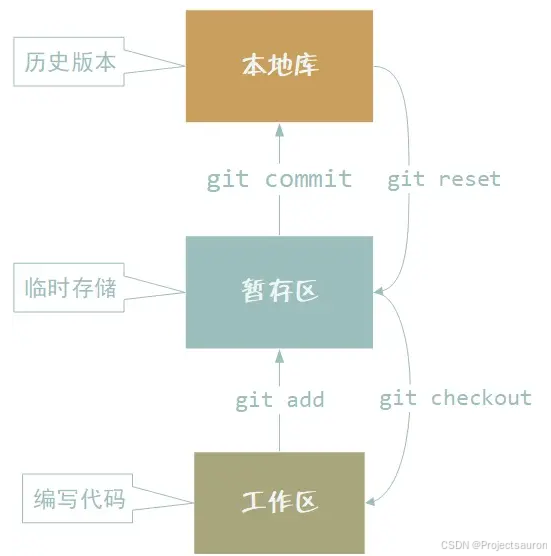 历史版本
本地库
git commit
git reset
临时存储
暂存区
git add
git checkout
编写代码
工作区
CSDN @Projectsauron